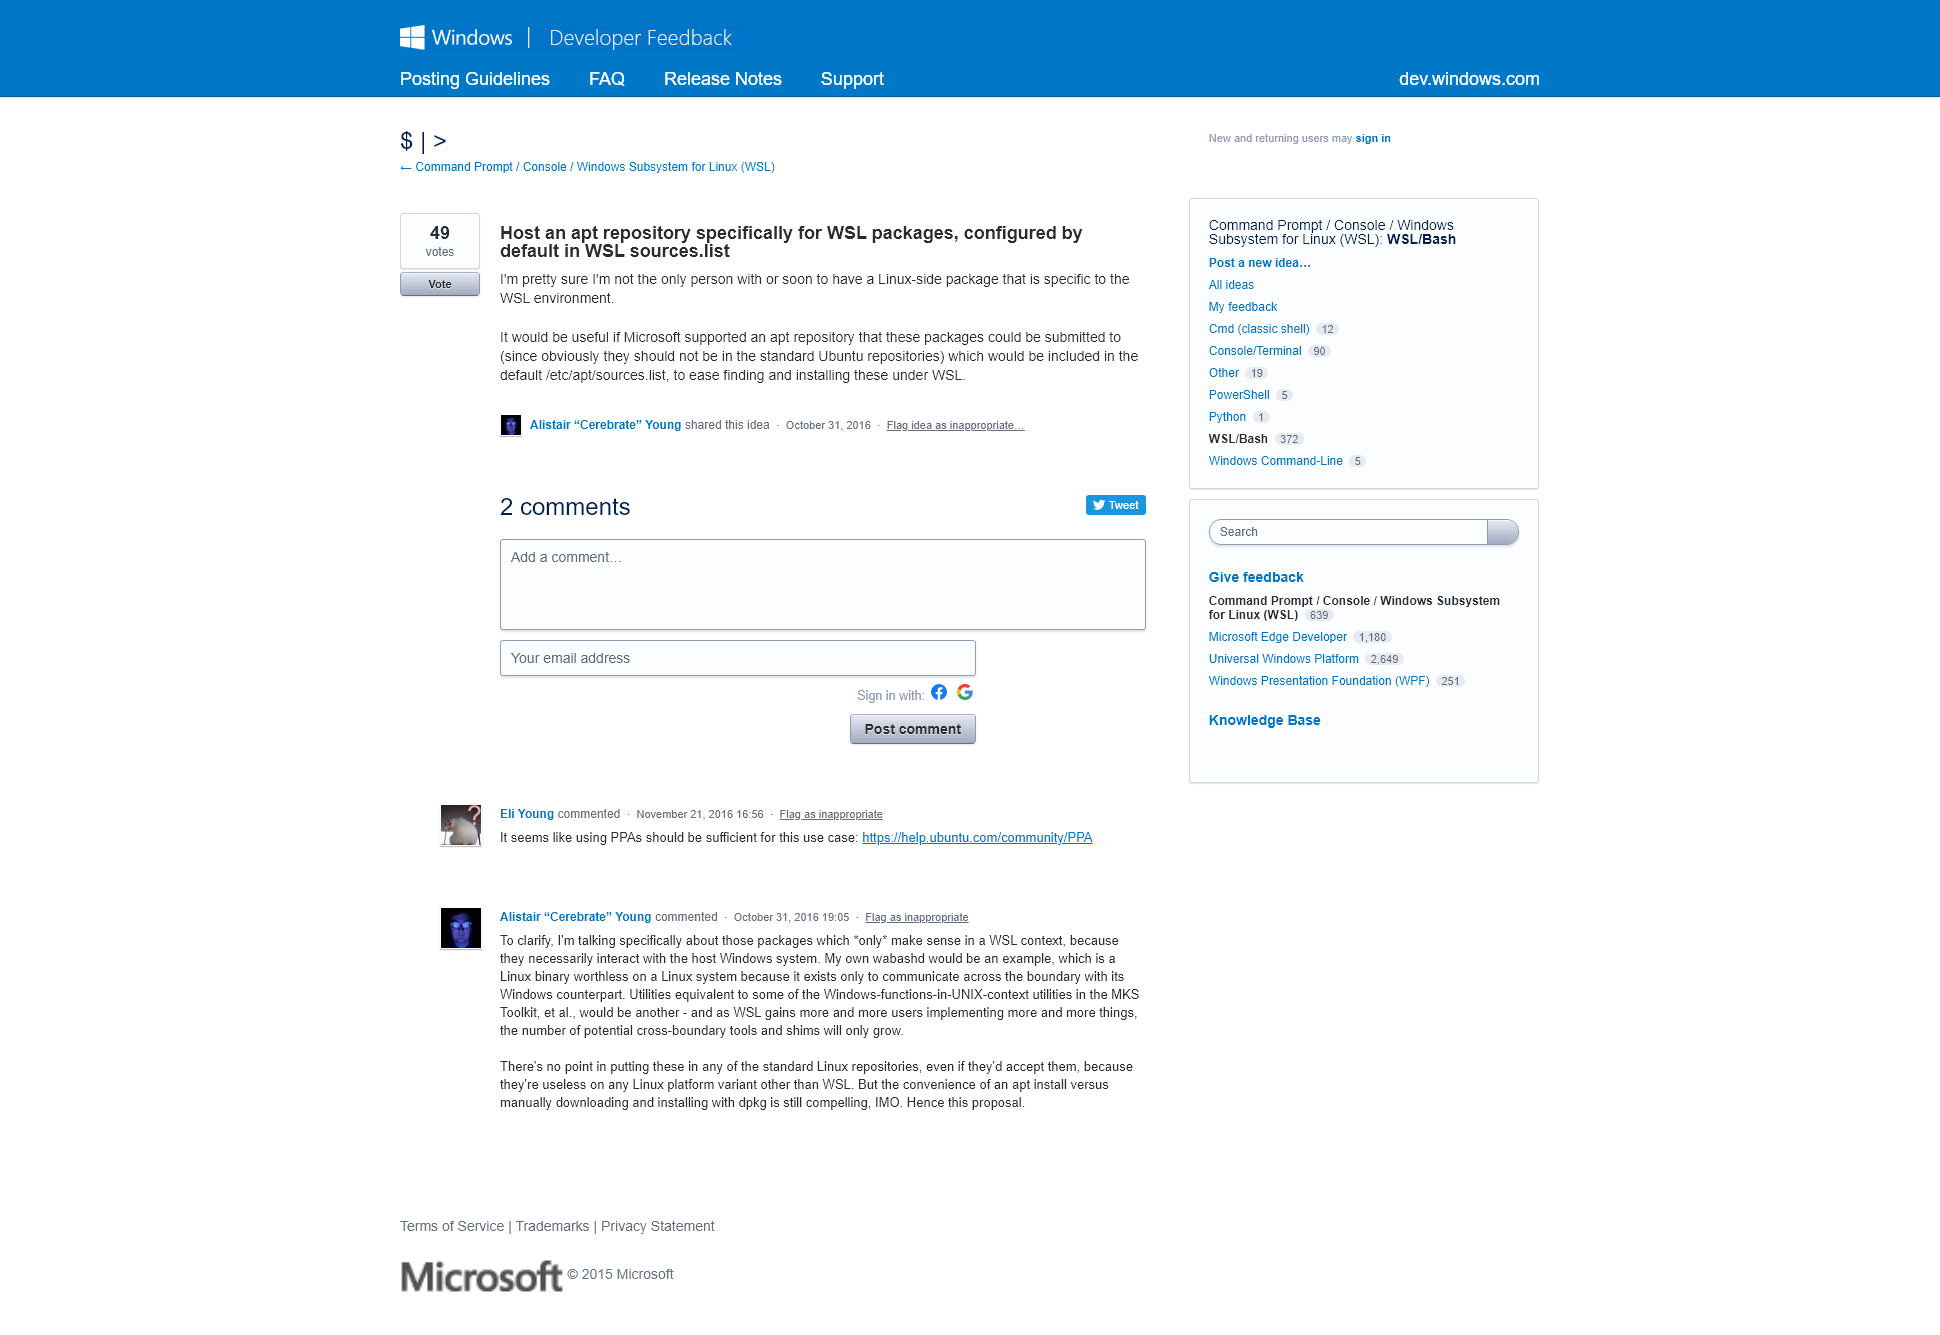 Windows | Developer Feedback
Posting Guidelines FAQ Release Notes Support dev.windows.com
$ | >
← Command Prompt / Console / Windows Subsystem for Linux (WSL)
New and returning users may sign in
49
votes
Vote
Host an apt repository specifically for WSL packages, configured by
default in WSL sources.list
I'm pretty sure I'm not the only person with or soon to have a Linux-side package that is specific to the
WSL environment.
It would be useful if Microsoft supported an apt repository that these packages could be submitted to
(since obviously they should not be in the standard Ubuntu repositories) which would be included in the
default /etc/apt/sources.list, to ease finding and installing these under WSL.
Alistair “Cerebrate” Young shared this idea · October 31, 2016 · Flag idea as inappropriate…
2 comments
Tweet
Add a comment…
Your email address
Sign in with:
Post comment
Eli Young commented · November 21, 2016 16:56 · Flag as inappropriate
It seems like using PPAs should be sufficient for this use case: https://help.ubuntu.com/community/PPA
Alistair “Cerebrate” Young commented · October 31, 2016 19:05 · Flag as inappropriate
To clarify, I'm talking specifically about those packages which *only* make sense in a WSL context, because
they necessarily interact with the host Windows system. My own wabashd would be an example, which is a
Linux binary worthless on a Linux system because it exists only to communicate across the boundary with its
Windows counterpart. Utilities equivalent to some of the Windows-functions-in-UNIX-context utilities in the MKS
Toolkit, et al., would be another - and as WSL gains more and more users implementing more and more things,
the number of potential cross-boundary tools and shims will only grow.
There's no point in putting these in any of the standard Linux repositories, even if they'd accept them, because
they're useless on any Linux platform variant other than WSL. But the convenience of an apt install versus
manually downloading and installing with dpkg is still compelling, IMO. Hence this proposal.
Command Prompt / Console / Windows
Subsystem for Linux (WSL): WSL/Bash
Post a new idea…
All ideas
My feedback
Cmd (classic shell) 12
Console/Terminal 90
Other 19
PowerShell 5
Python 1
WSL/Bash 372
Windows Command-Line 5
Search
Give feedback
Command Prompt / Console / Windows Subsystem
for Linux (WSL) 639
Microsoft Edge Developer 1,180
Universal Windows Platform 2,649
Windows Presentation Foundation (WPF) 251
Knowledge Base
Terms of Service | Trademarks | Privacy Statement
Microsoft © 2015 Microsoft